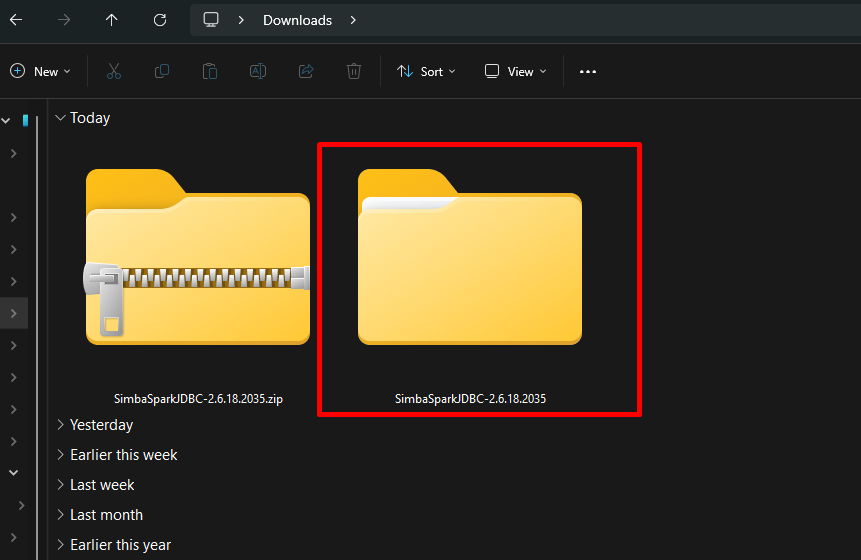 Downloads
New
Sort
View
Today
SimbaSparkJDBC-2.6.18.2035.zip
SimbaSparkJDBC-2.6.18.2035
Yesterday
Earlier this week
Last week
Last month
Earlier this year